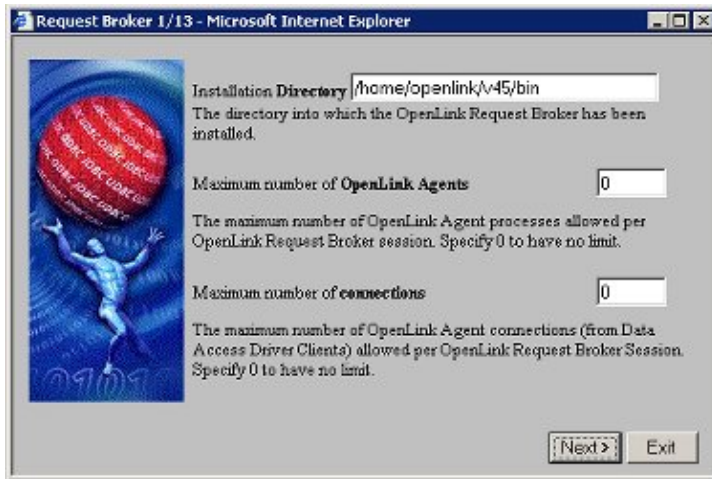 Request Broker 1/13 - Microsoft Internet Explorer
Installation Directory /home/openlink/v45/bin
The directory into which the OpenLink Request Broker has been
installed.
Maximum number of OpenLink Agents 0
The maximum number of OpenLink Agent processes allowed per
OpenLink Request Broker session. Specify 0 to have no limit.
Maximum number of connections 0
The maximum number of OpenLink Agent connections (from Data
Access Driver Clients) allowed per OpenLink Request Broker Session.
Specify 0 to have no limit.
Next >
Exit